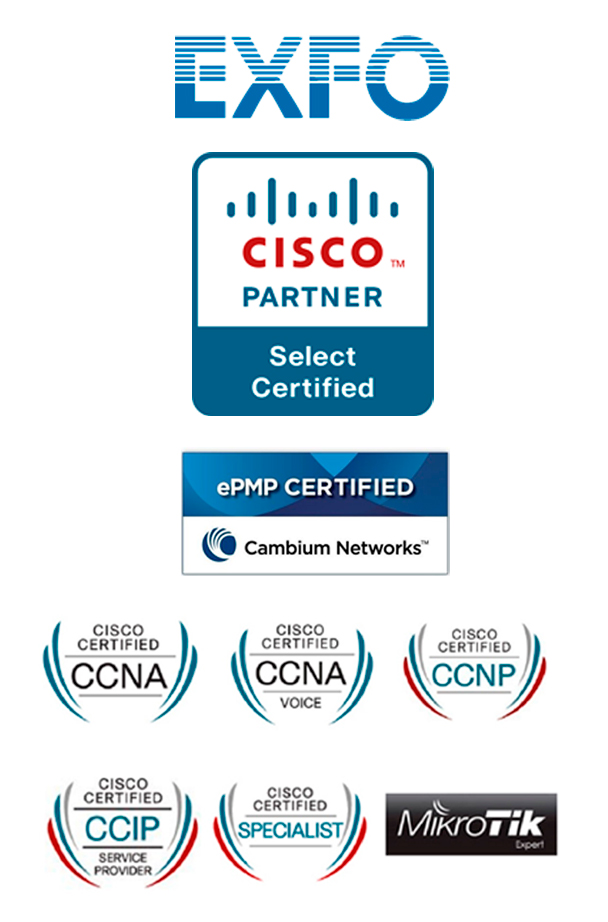 EXFO
CISCO™
PARTNER
Select
Certified
ePMP CERTIFIED
Cambium Networks™
CISCO
CERTIFIED
CCNA
CISCO
CERTIFIED
CCNA
VOICE
CISCO
CERTIFIED
CCNP
CISCO
CERTIFIED
CCIP
SERVICE
PROVIDER
CISCO
CERTIFIED
SPECIALIST
MikroTik
Expert